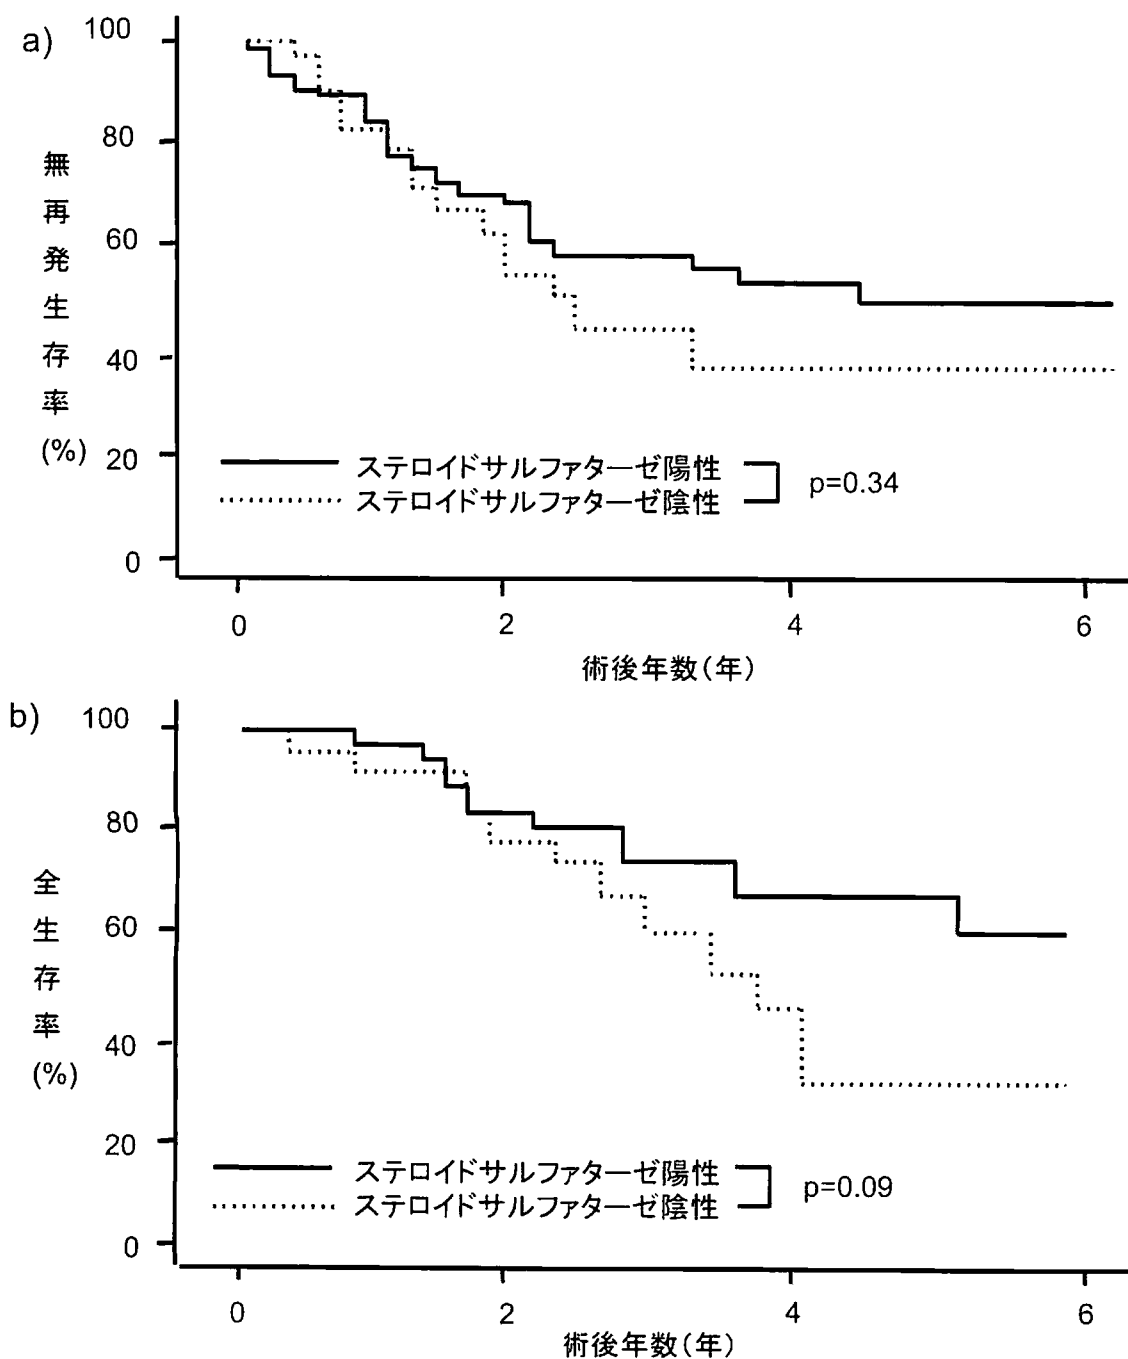 a)
100
80
60
40
20
0
無再発生存率(%)
ステロイドサルファターゼ陽性
ステロイドサルファターゼ陰性
p=0.34
0 2 4 6
術後年数(年)
b)
100
80
60
40
20
0
全生存率(%)
ステロイドサルファターゼ陽性
ステロイドサルファターゼ陰性
p=0.09
0 2 4 6
術後年数(年)